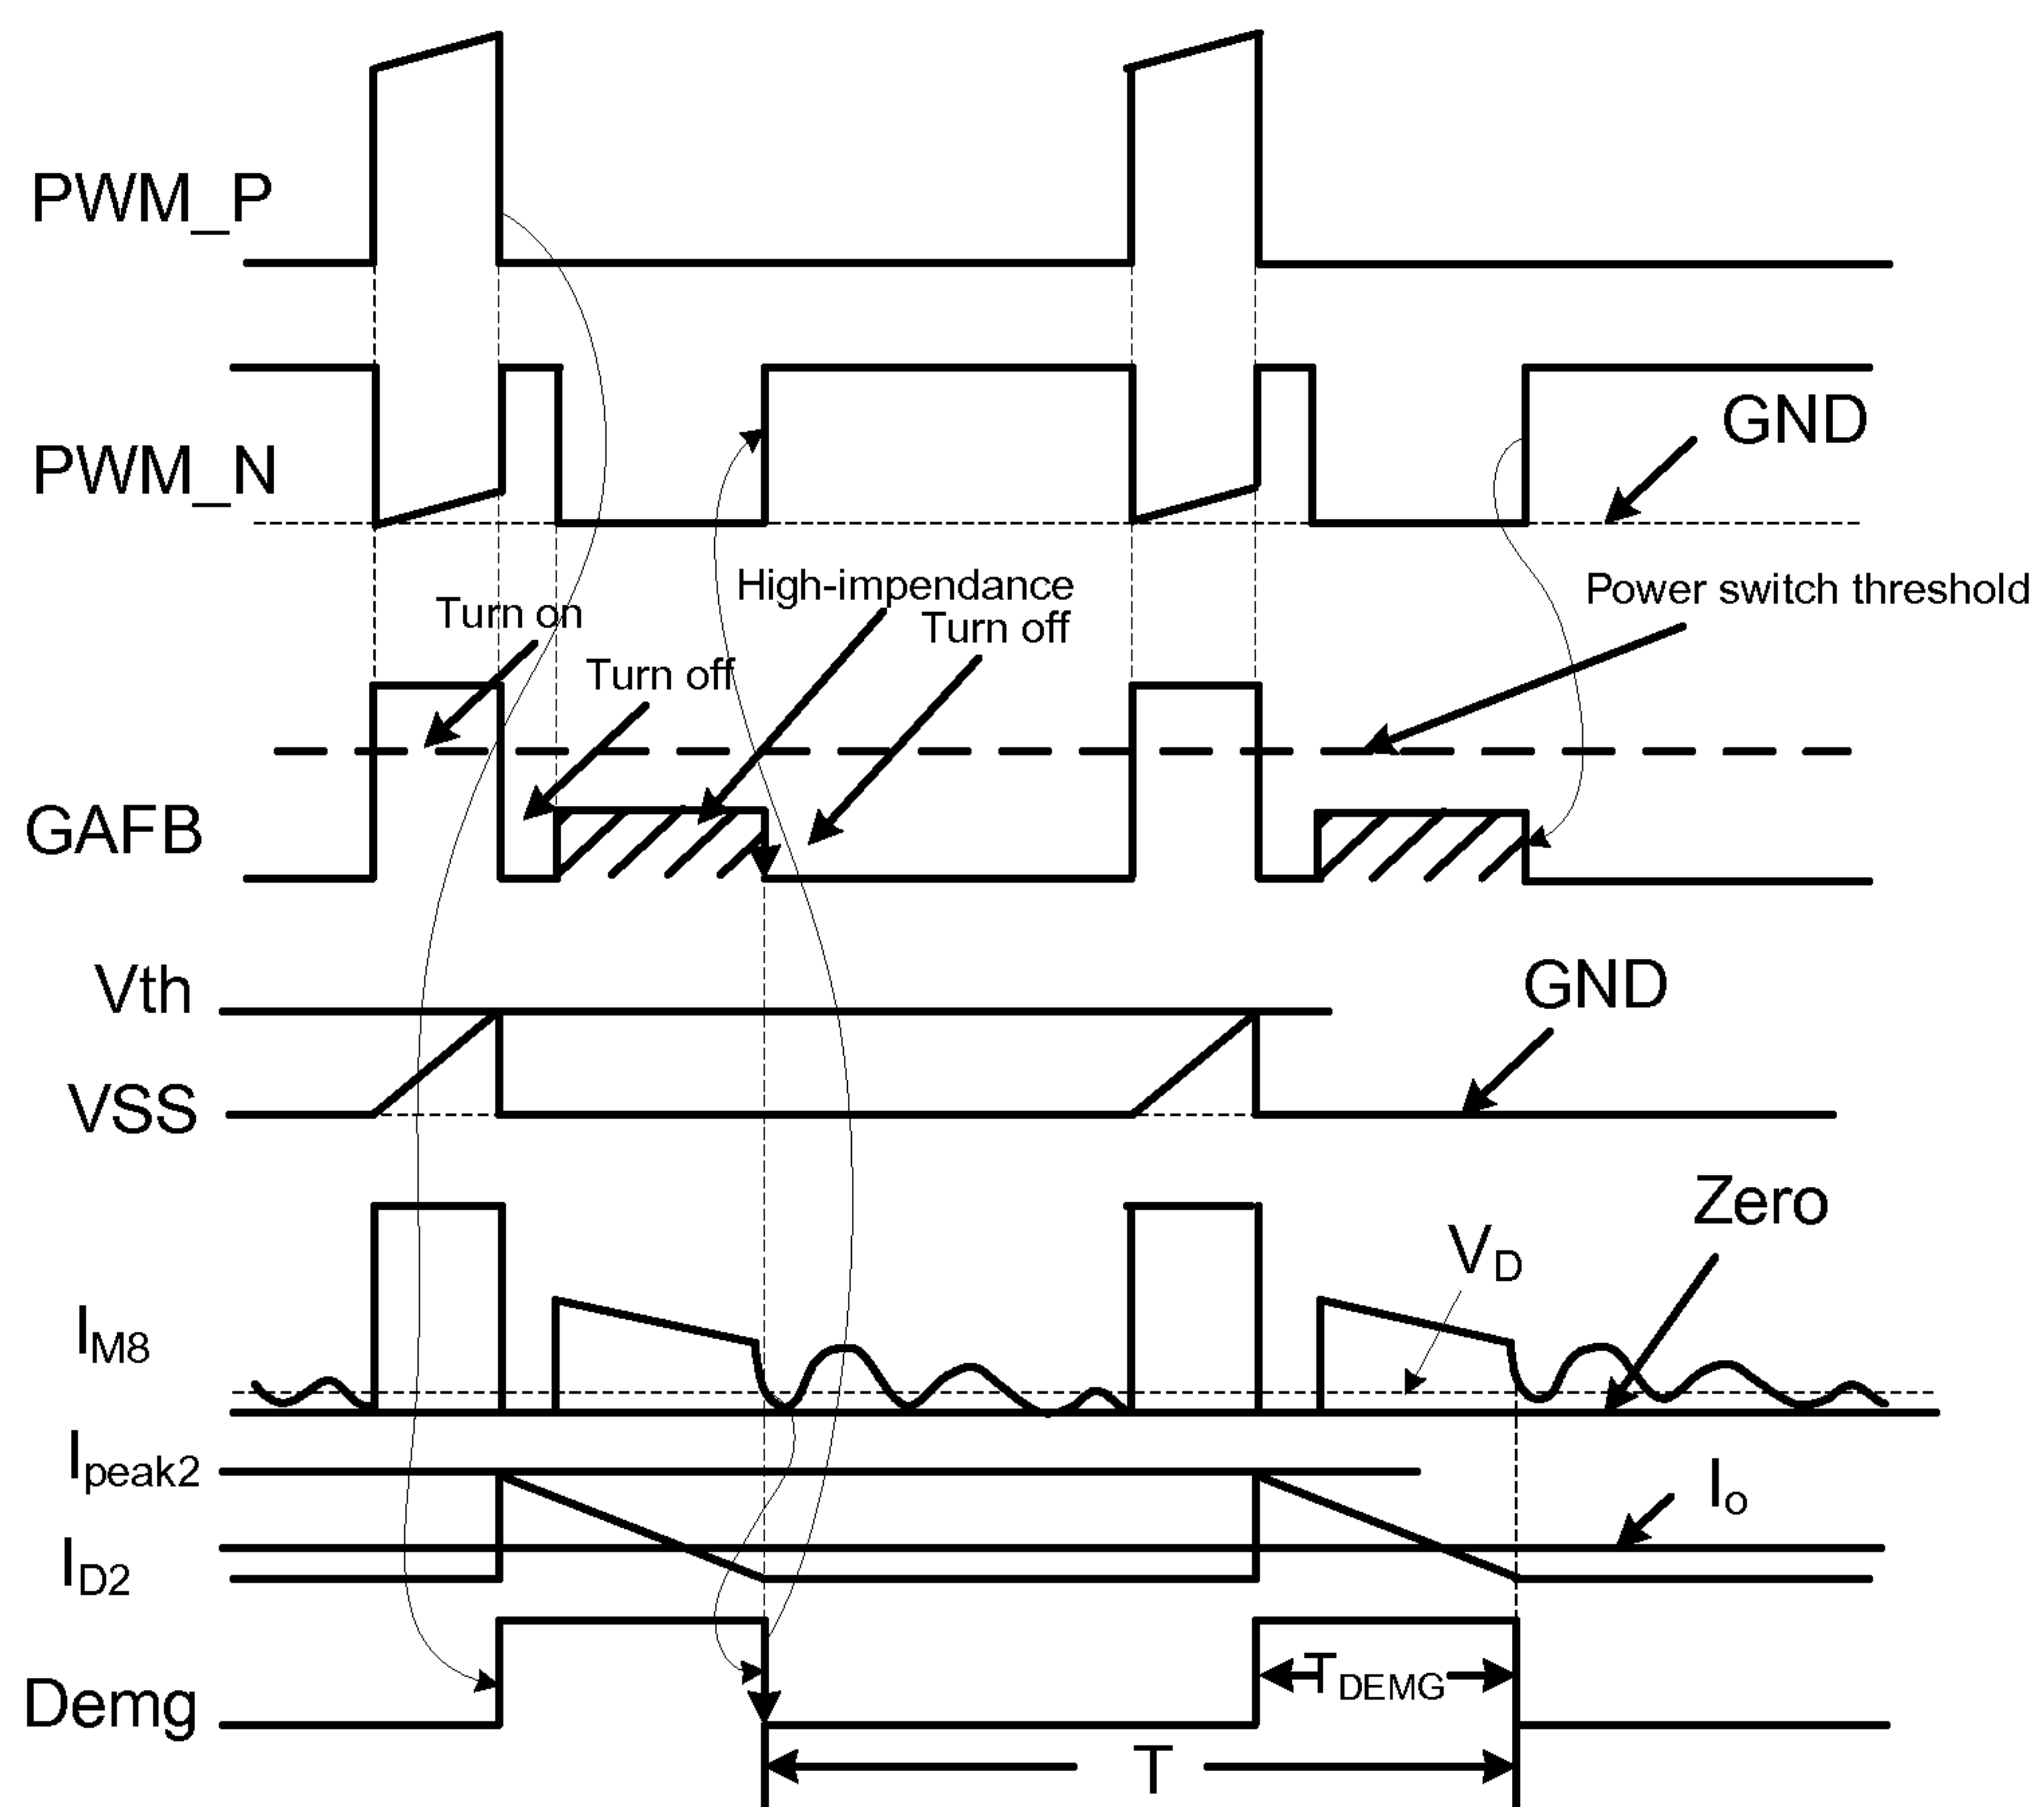 PWM_P
PWM_N
GND
High-impendance
Power switch threshold
Turn on
Turn off
Turn off
GAFB
Vth
GND
VSS
Zero
VD
IM8
Ipeak2
Io
ID2
TDEMG
Demg
T